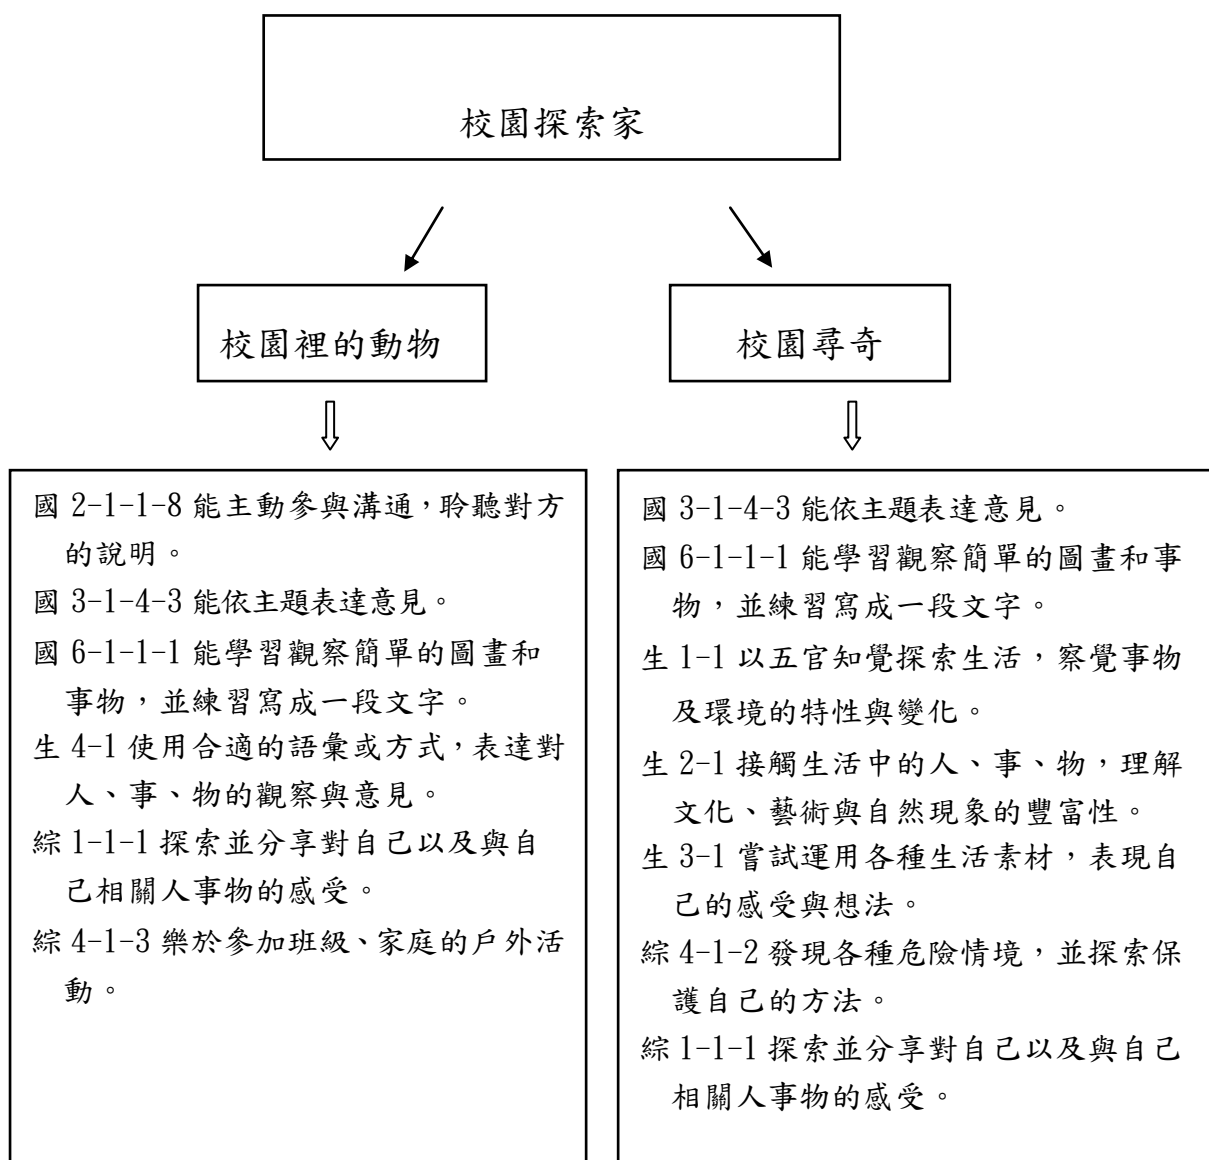 校園探索家
校園裡的動物
校園尋奇
國 2-1-1-8 能主動參與溝通，聆聽對方
的說明。
國 3-1-4-3 能依主題表達意見。
國 6-1-1-1 能學習觀察簡單的圖畫和
事物，並練習寫成一段文字。
生 4-1 使用合適的語彙或方式，表達對
人、事、物的觀察與意見。
綜 1-1-1 探索並分享對自己以及與自
己相關人事物的感受。
綜 4-1-3 樂於參加班級、家庭的戶外活
動。
國 3-1-4-3 能依主題表達意見。
國 6-1-1-1 能學習觀察簡單的圖畫和事
物，並練習寫成一段文字。
生 1-1 以五官知覺探索生活，察覺事物
及環境的特性與變化。
生 2-1 接觸生活中的人、事、物，理解
文化、藝術與自然現象的豐富性。
生 3-1 嘗試運用各種生活素材，表現自
己的感受與想法。
綜 4-1-2 發現各種危險情境，並探索保
護自己的方法。
綜 1-1-1 探索並分享對自己以及與自己
相關人事物的感受。